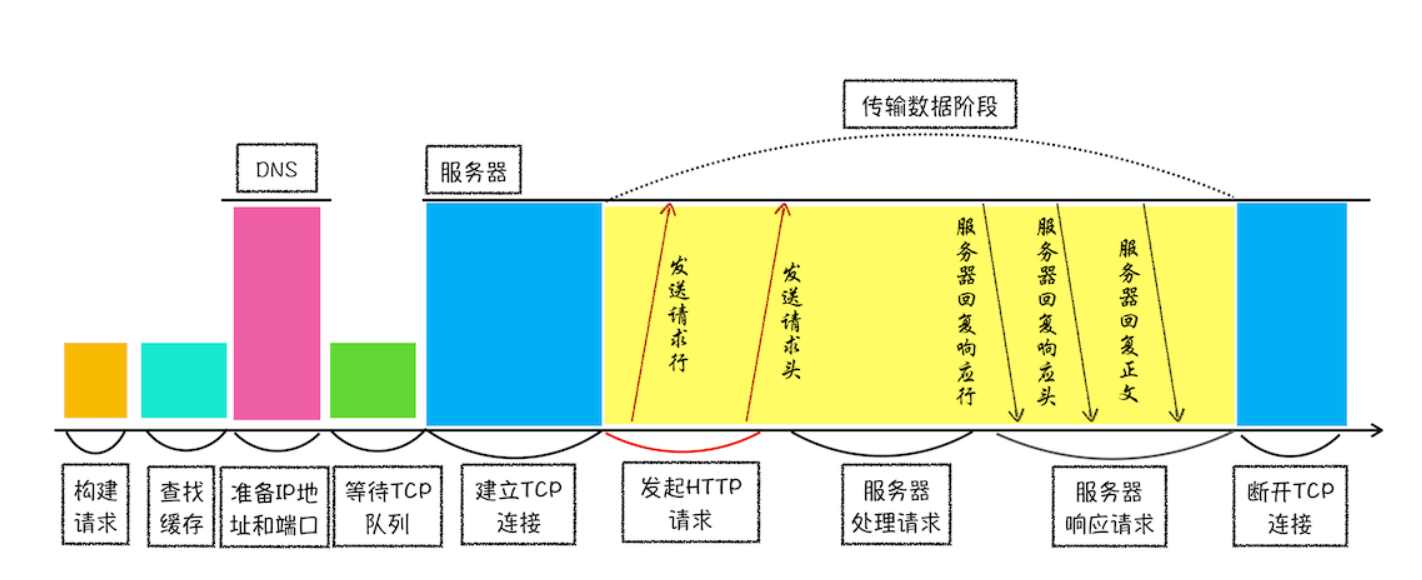 传输数据阶段
DNS
服务器
发送请求行
发送请求头
服务器回复响应行
服务器回复响应头
服务器回复正文
构建
请求
查找
缓存
准备IP地
址和端口
等待TCP
队列
建立TCP
连接
发起HTTP
请求
服务器
处理请求
服务器
响应请求
断开TCP
连接